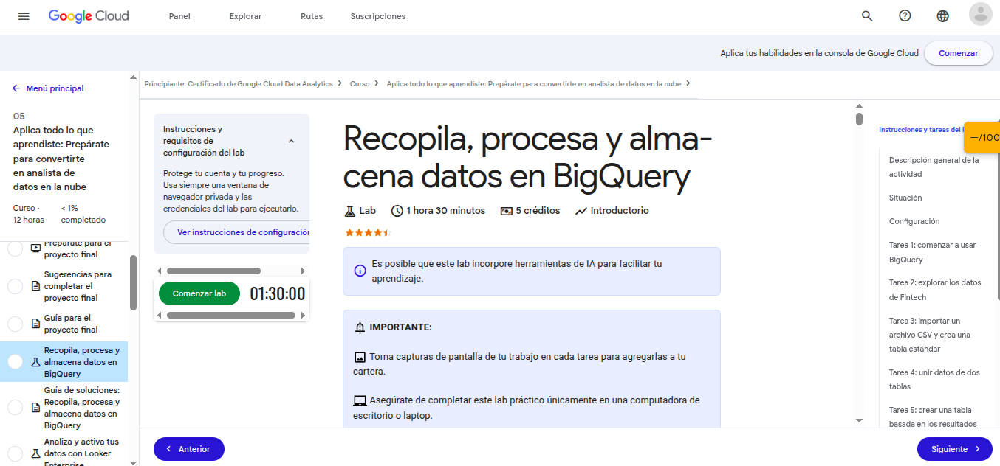 Google Cloud
Panel
Explorar
Rutas
Suscripciones
Aplica tus habilidades en la consola de Google Cloud
Comenzar
Menú principal
05
Aplica todo lo que
aprendiste: Prepárate
para convertirte
en analista de
datos en la nube
Curso ·
12 horas
< 1%
completado
Prepárate para el
proyecto final
Sugerencias para
completar el
proyecto final
Guía para el
proyecto final
Recopila, procesa y
almacena datos en
BigQuery
Guía de soluciones:
Recopila, procesa y
almacena datos en
BigQuery
Analiza y activa tus
datos con Looker
Enterprise
Principiante: Certificado de Google Cloud Data Analytics
Curso
Aplica todo lo que aprendiste: Prepárate para convertirte en analista de datos en la nube
Instrucciones y
requisitos de
configuración del lab
Protege tu cuenta y tu progreso.
Usa siempre una ventana de
navegador privada y las
credenciales del lab para ejecutarlo.
Ver instrucciones de configuración
Comenzar lab
01:30:00
Recopila, procesa y alma-
cena datos en BigQuery
Lab
1 hora 30 minutos
5 créditos
Introductorio
Es posible que este lab incorpore herramientas de IA para facilitar tu
aprendizaje.
IMPORTANTE:
Toma capturas de pantalla de tu trabajo en cada tarea para agregarlas a tu
cartera.
Asegúrate de completar este lab práctico únicamente en una computadora de
escritorio o laptop.
Instrucciones y tareas del l
—/100
Descripción general de la
actividad
Situación
Configuración
Tarea 1: comenzar a usar
BigQuery
Tarea 2: explorar los datos
de Fintech
Tarea 3: importar un
archivo CSV y crea una
tabla estándar
Tarea 4: unir datos de dos
tablas
Tarea 5: crear una tabla
basada en los resultados
Anterior
Siguiente